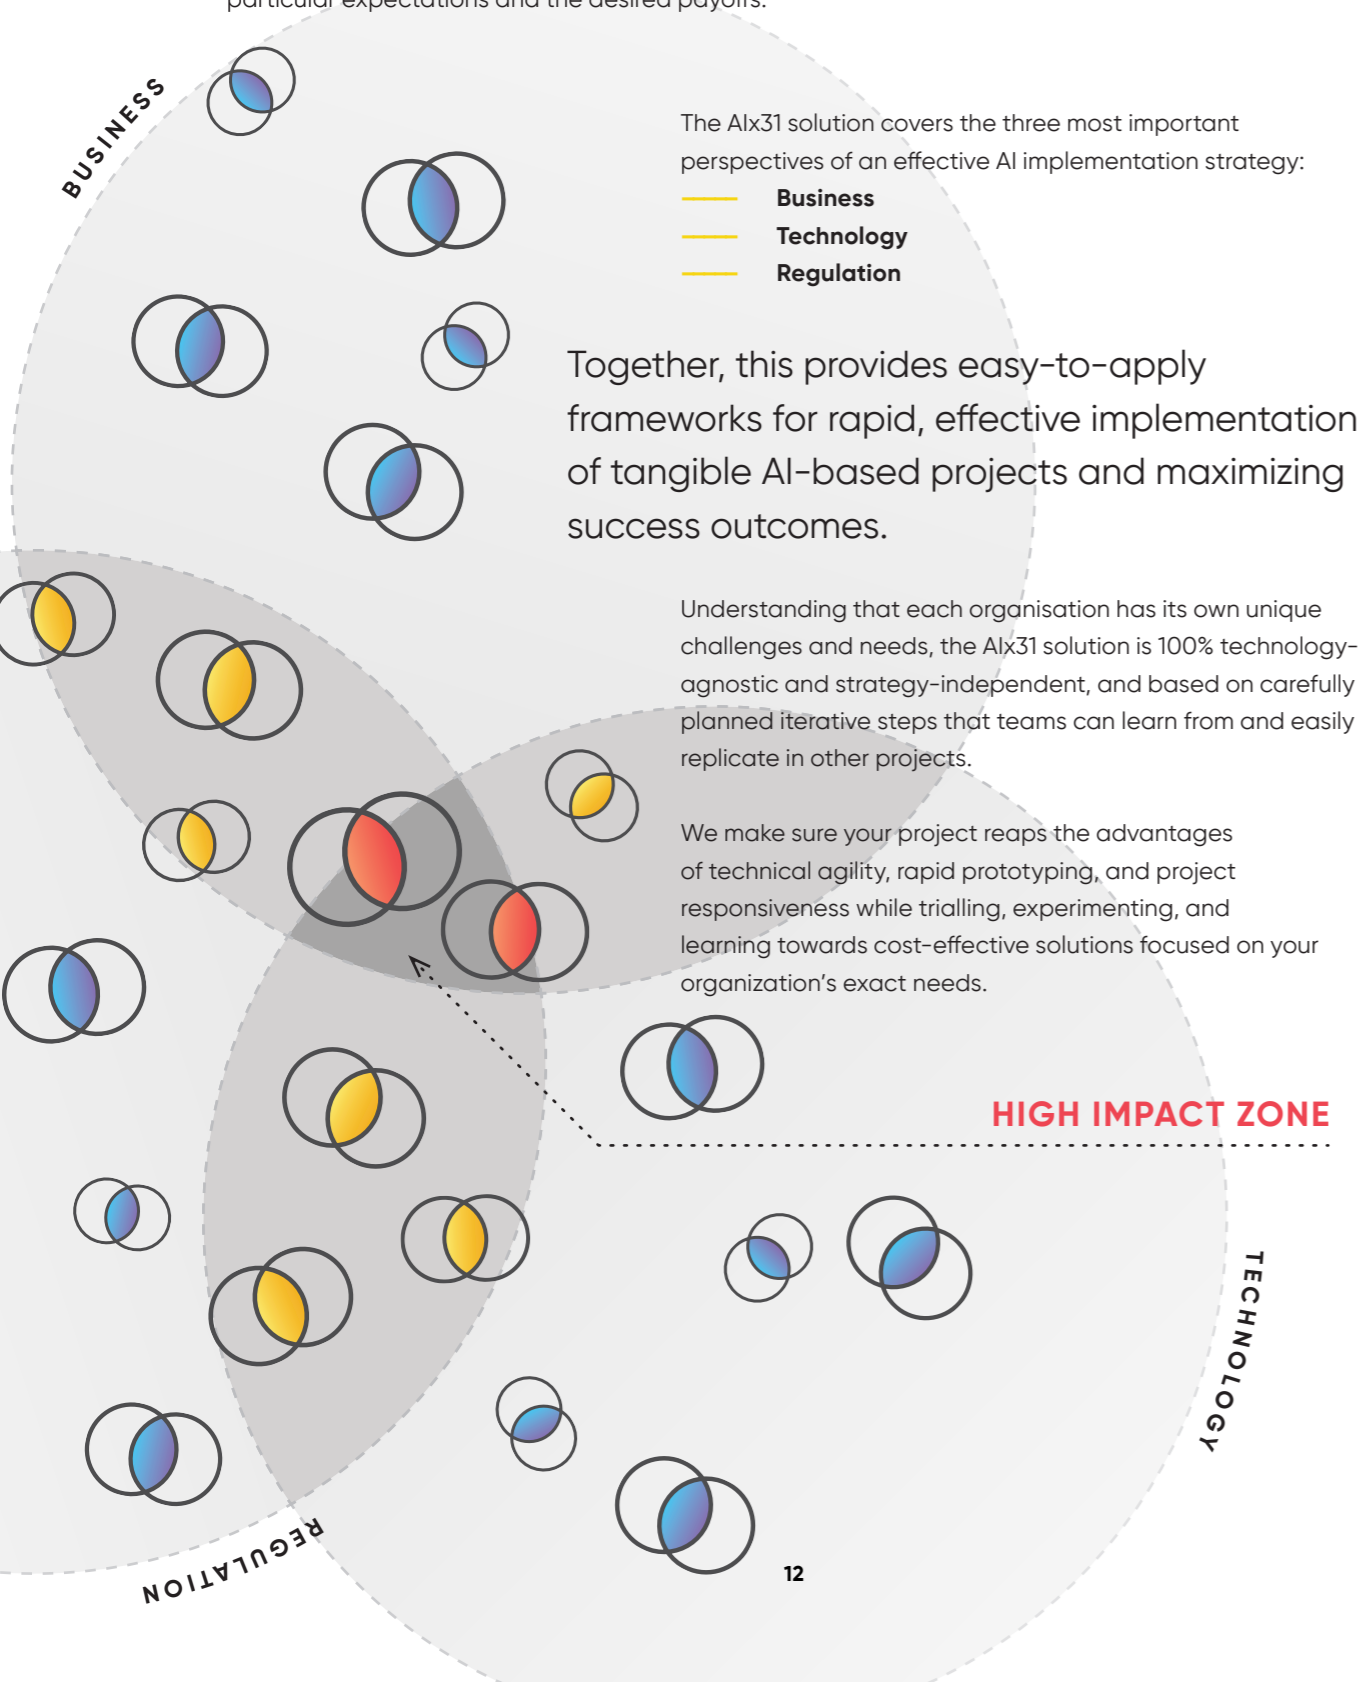 particular expectations and the desired payoffs.
BUSINESS
The AIx31 solution covers the three most important
perspectives of an effective AI implementation strategy:
Business
Technology
Regulation
Together, this provides easy-to-apply
frameworks for rapid, effective implementation
of tangible AI-based projects and maximizing
success outcomes.
Understanding that each organisation has its own unique
challenges and needs, the AIx31 solution is 100% technology-
agnostic and strategy-independent, and based on carefully
planned iterative steps that teams can learn from and easily
replicate in other projects.
We make sure your project reaps the advantages
of technical agility, rapid prototyping, and project
responsiveness while trialling, experimenting, and
learning towards cost-effective solutions focused on your
organization's exact needs.
HIGH IMPACT ZONE
TECHNOLOGY
REGULATION
12